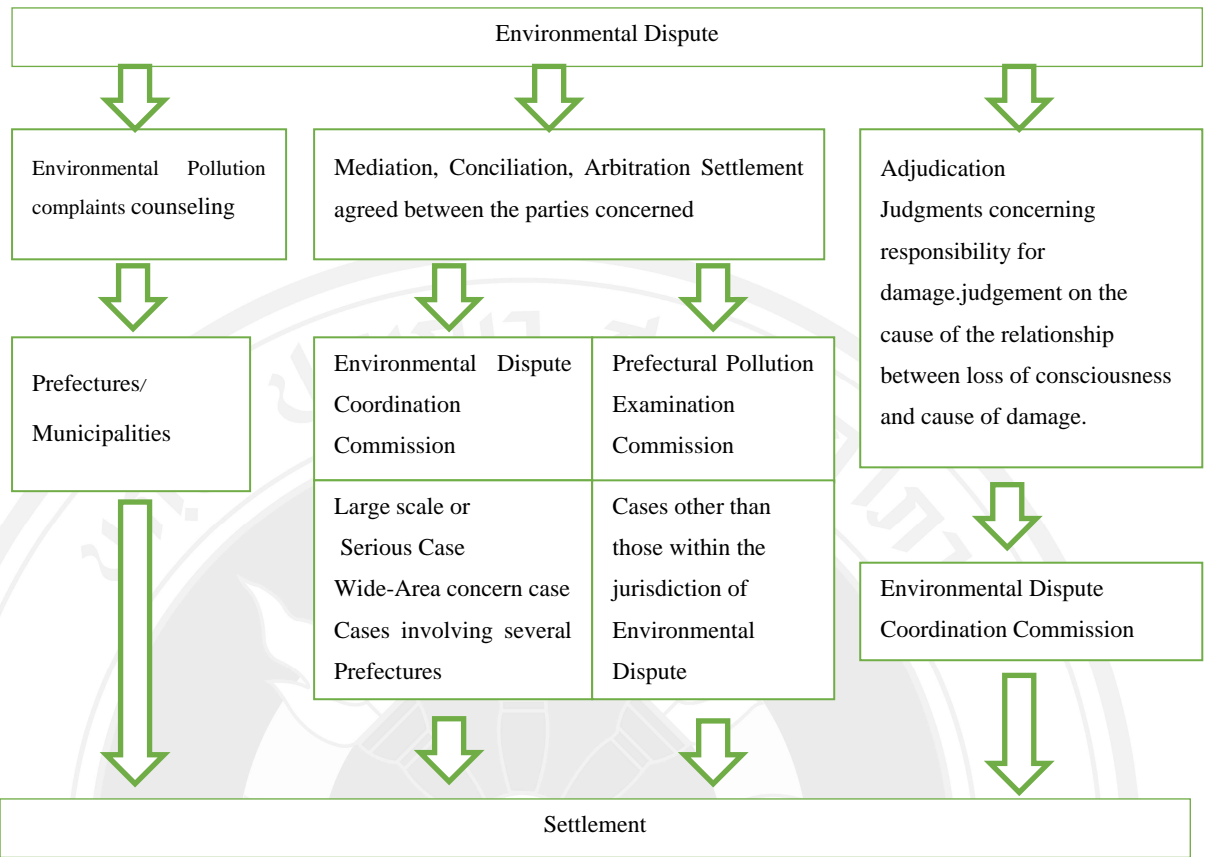 Environmental Dispute
Environmental Pollution
complaints counseling
Mediation, Conciliation, Arbitration Settlement
agreed between the parties concerned
Adjudication
Judgments concerning
responsibility for
damage.judgement on the
cause of the relationship
between loss of consciousness
and cause of damage.
Prefectures/
Municipalities
Environmental Dispute
Coordination
Commission
Prefectural Pollution
Examination
Commission
Large scale or
Serious Case
Wide-Area concern case
Cases involving several
Prefectures
Cases other than
those within the
jurisdiction of
Environmental
Dispute
Environmental Dispute
Coordination Commission
Settlement